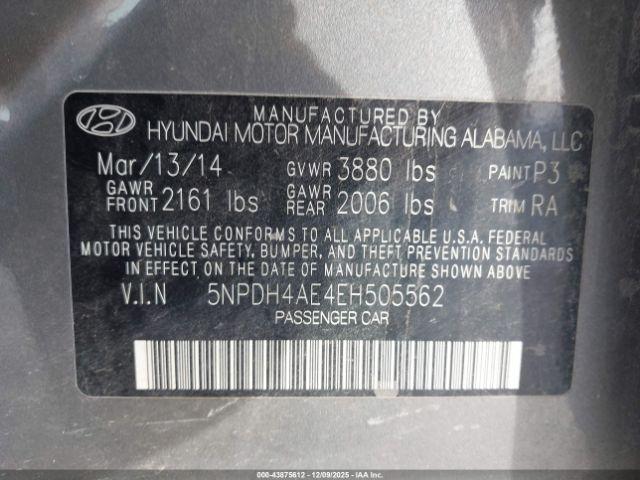 MANUFACTURED BY
HYUNDAI MOTOR MANUFACTURING ALABAMA, LLC
Mar/13/14 GVWR 3880 lbs PAINT P3
GAWR FRONT 2161 lbs GAWR REAR 2006 lbs TRIM RA
THIS VEHICLE CONFORMS TO ALL APPLICABLE U.S.A. FEDERAL
MOTOR VEHICLE SAFETY, BUMPER, AND THEFT PREVENTION STANDARDS
IN EFFECT ON THE DATE OF MANUFACTURE SHOWN ABOVE
V.I.N 5NPDH4AE4EH505562
PASSENGER CAR
000-43875612 - 12/09/2025 - IAAI.COM